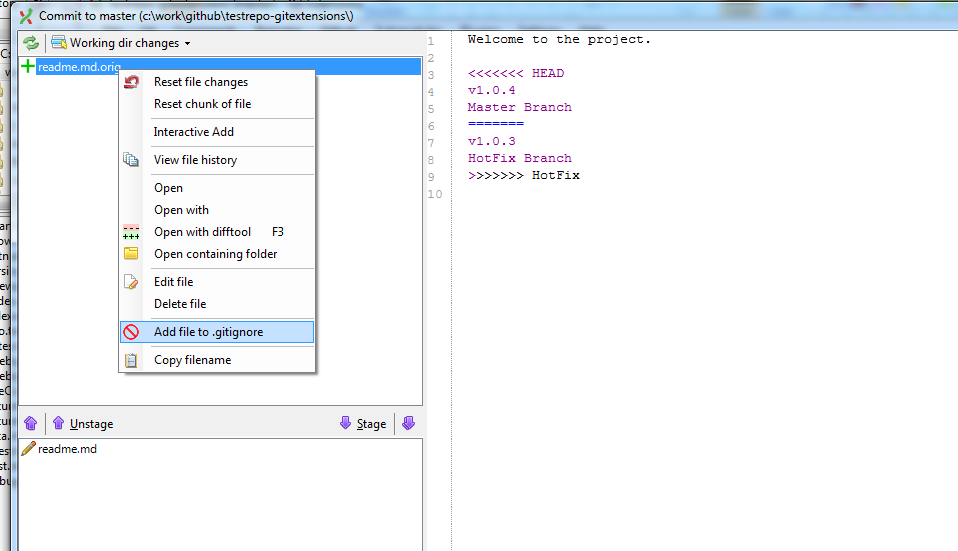 Commit to master (c:\work\github\testrepo-gitextensions\)
Working dir changes
readme.md.orig
Reset file changes
Reset chunk of file
Interactive Add
View file history
Open
Open with
Open with difftool F3
Open containing folder
Edit file
Delete file
Add file to .gitignore
Copy filename
Unstage
Stage
readme.md
1 Welcome to the project.
2
3 <<<<<<< HEAD
4 v1.0.4
5 Master Branch
6 =======
7 v1.0.3
8 HotFix Branch
9 >>>>>>> HotFix
10